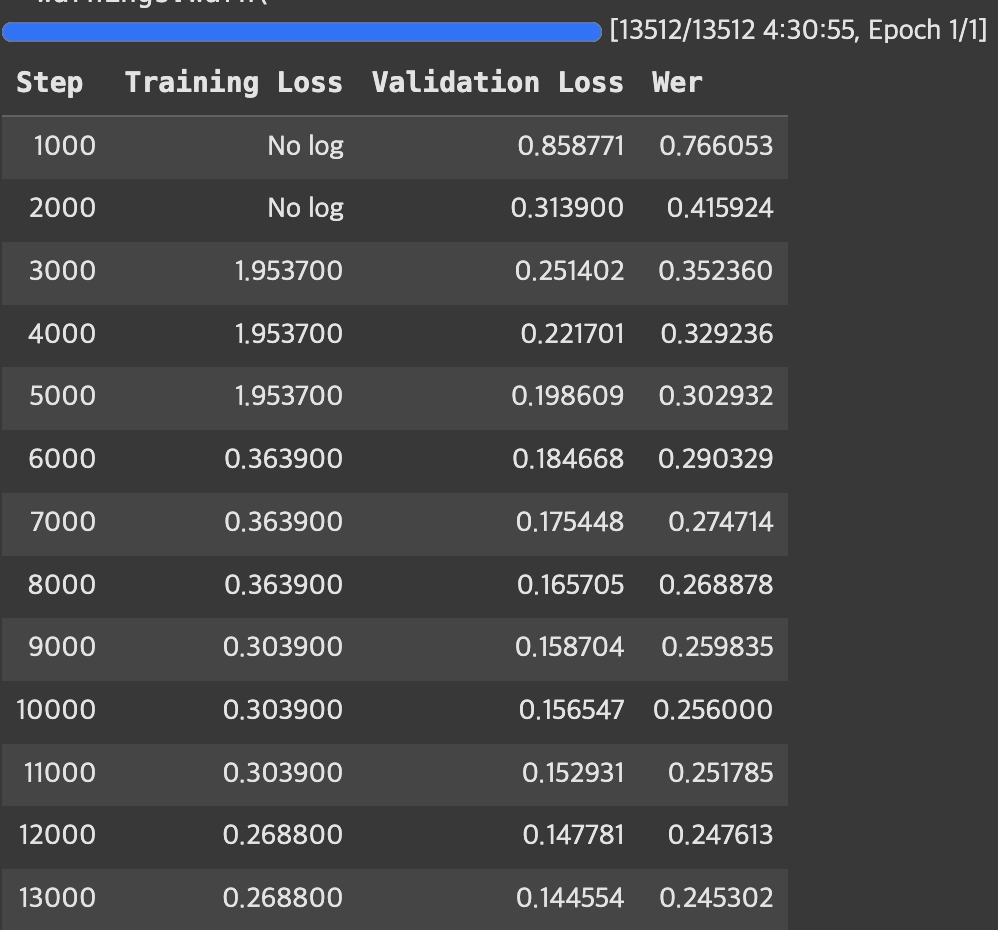 [13512/13512 4:30:55, Epoch 1/1]
Step Training Loss Validation Loss Wer
1000 No log 0.858771 0.766053
2000 No log 0.313900 0.415924
3000 1.953700 0.251402 0.352360
4000 1.953700 0.221701 0.329236
5000 1.953700 0.198609 0.302932
6000 0.363900 0.184668 0.290329
7000 0.363900 0.175448 0.274714
8000 0.363900 0.165705 0.268878
9000 0.303900 0.158704 0.259835
10000 0.303900 0.156547 0.256000
11000 0.303900 0.152931 0.251785
12000 0.268800 0.147781 0.247613
13000 0.268800 0.144554 0.245302